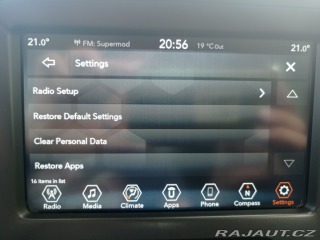 21.0°
FM: Supermod
20:56
19 °C Out
21.0°
Settings
Radio Setup
Restore Default Settings
Clear Personal Data
Restore Apps
16 Items in list
Radio
Media
Climate
Apps
Phone
Compass
Settings
RAJAUT.CZ